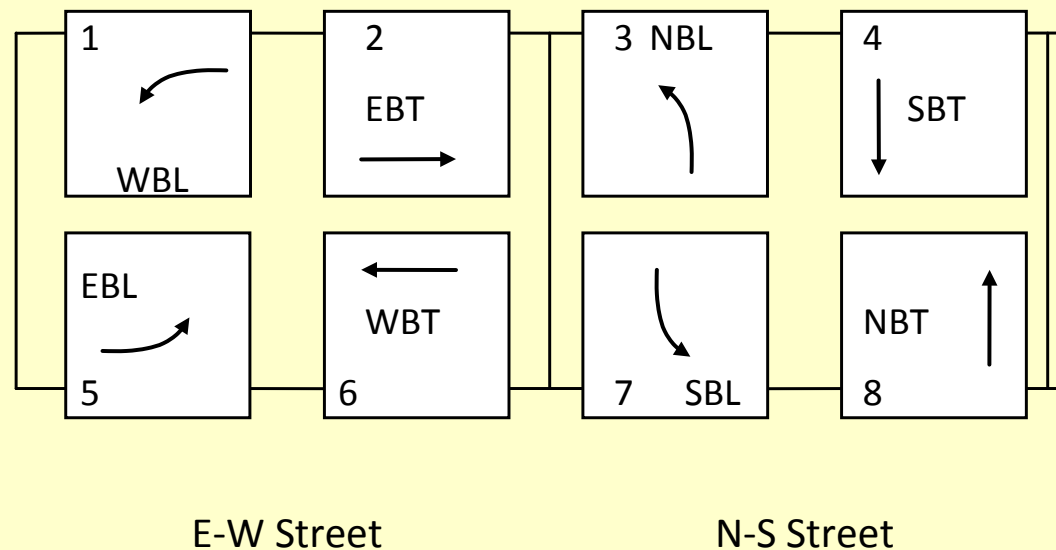 1
2
3 NBL
4
WBL
EBT
SBT
EBL
5
WBT
6
7 SBL
NBT
8
E-W Street
N-S Street